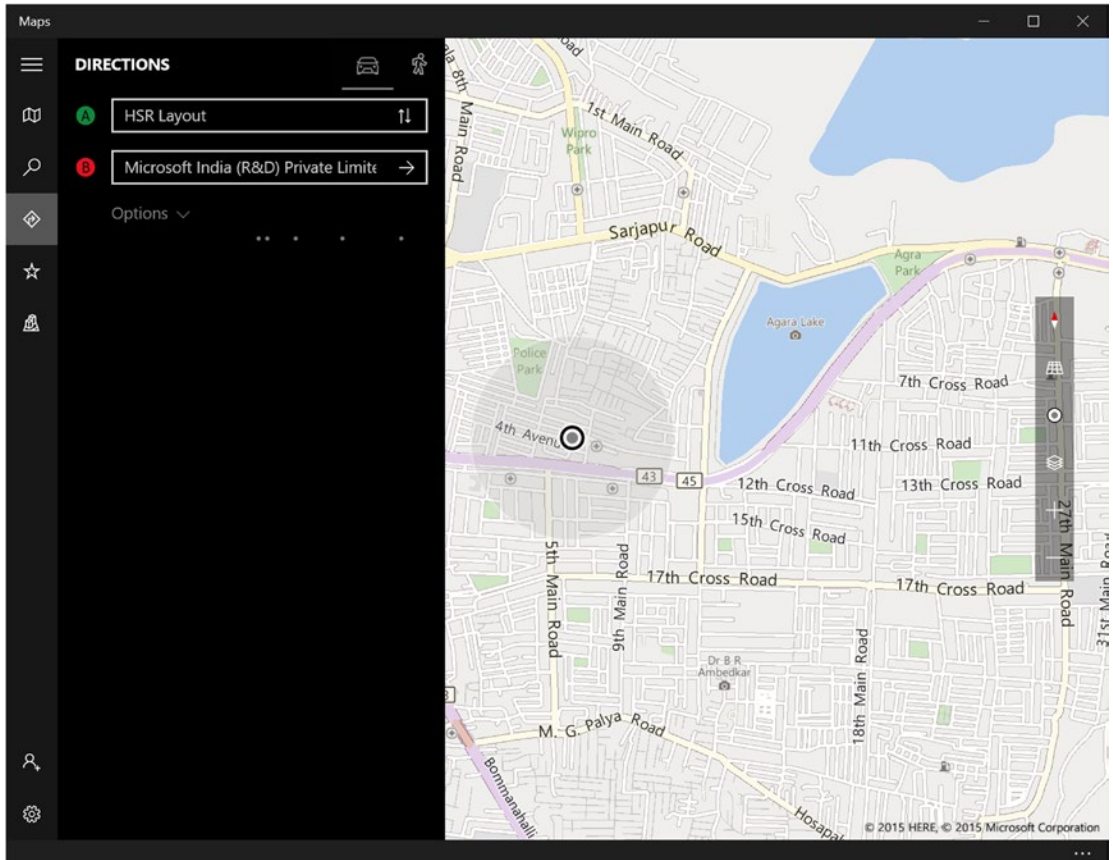 Maps
DIRECTIONS
A
HSR Layout
B
Microsoft India (R&D) Private Limite
Options
8th Main Road
1st Main Road
Wipro
Park
Sarjapur Road
Agra
Park
Agara Lake
Police
Park
7th Cross Road
4th Avenu
11th Cross Road
43
45
12th Cross Road
13th Cross Road
15th Cross Road
27th Main Road
5th Main Road
9th Main Road
17th Cross Road
17th Cross Road
31st Main Road
Dr B R
Ambedkar
18th Main Road
M. G. Palya Road
Bommanahalli
Hosapal
© 2015 HERE, © 2015 Microsoft Corporation